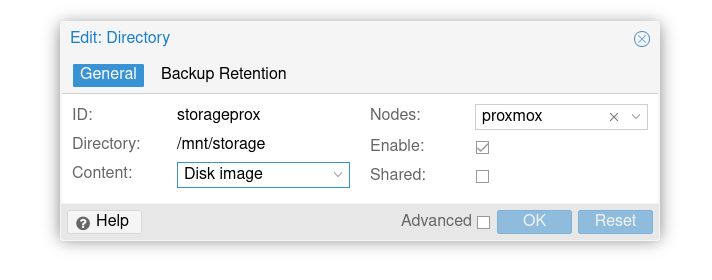 Edit: Directory
General Backup Retention
ID: storageprox Nodes: proxmox
Directory: /mnt/storage Enable:
Content: Disk image Shared:
Help Advanced OK Reset